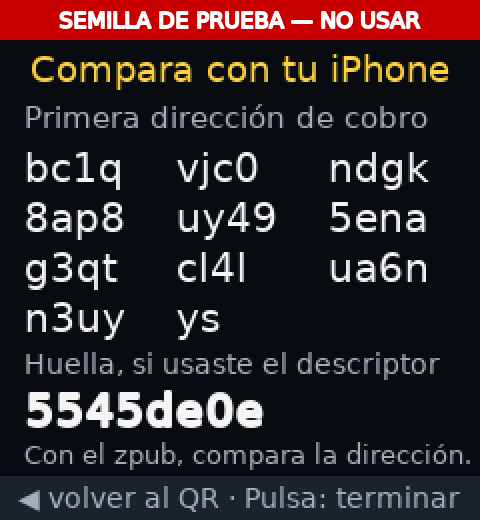 SEMILLA DE PRUEBA — NO USAR
Compara con tu iPhone
Primera dirección de cobro
bc1q vjc0 ndgk
8ap8 uy49 5ena
g3qt cl4l ua6n
n3uy ys
Huella, si usaste el descriptor
5545de0e
Con el zpub, compara la dirección.
◀ volver al QR · Pulsa: terminar